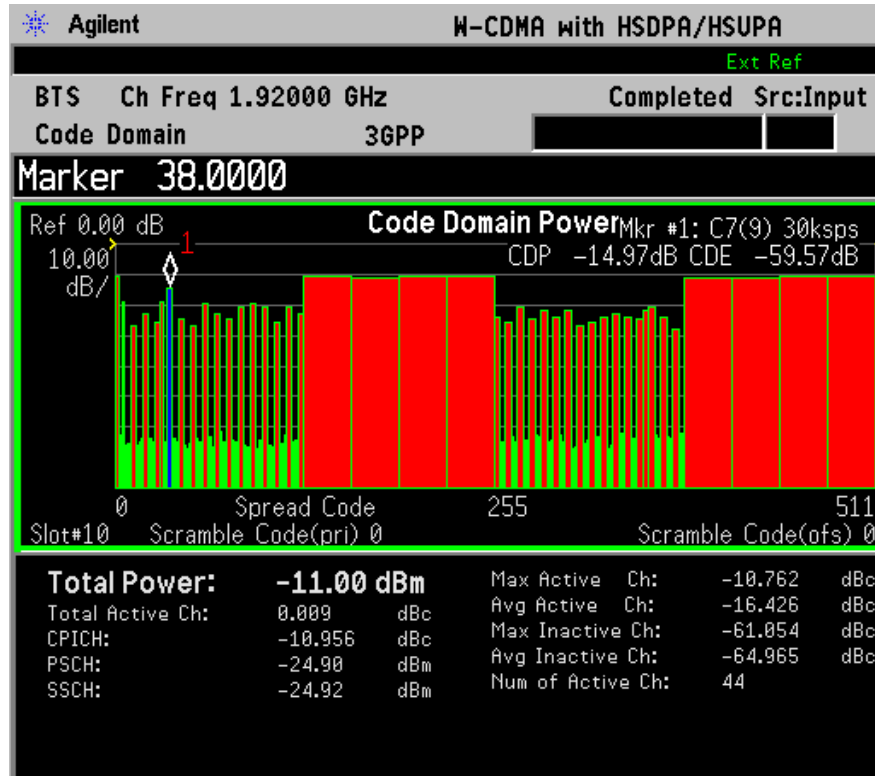 Agilent W-CDMA with HSDPA/HSUPA
Ext Ref
BTS Ch Freq 1.92000 GHz Completed Src:Input
Code Domain 3GPP
Marker 38.0000
Ref 0.00 dB Code Domain Power Mkr #1: C7(9) 30ksps
1
10.00 CDP -14.97dB CDE -59.57dB
dB/
0 Spread Code 255 511
Slot#10 Scramble Code(pri) 0 Scramble Code(ofs) 0
Total Power: -11.00 dBm
Total Active Ch: 0.009 dBc
CPICH: -10.956 dBc
PSCH: -24.90 dBm
SSCH: -24.92 dBm
Max Active Ch: -10.762 dBc
Avg Active Ch: -16.426 dBc
Max Inactive Ch: -61.054 dBc
Avg Inactive Ch: -64.965 dBc
Num of Active Ch: 44